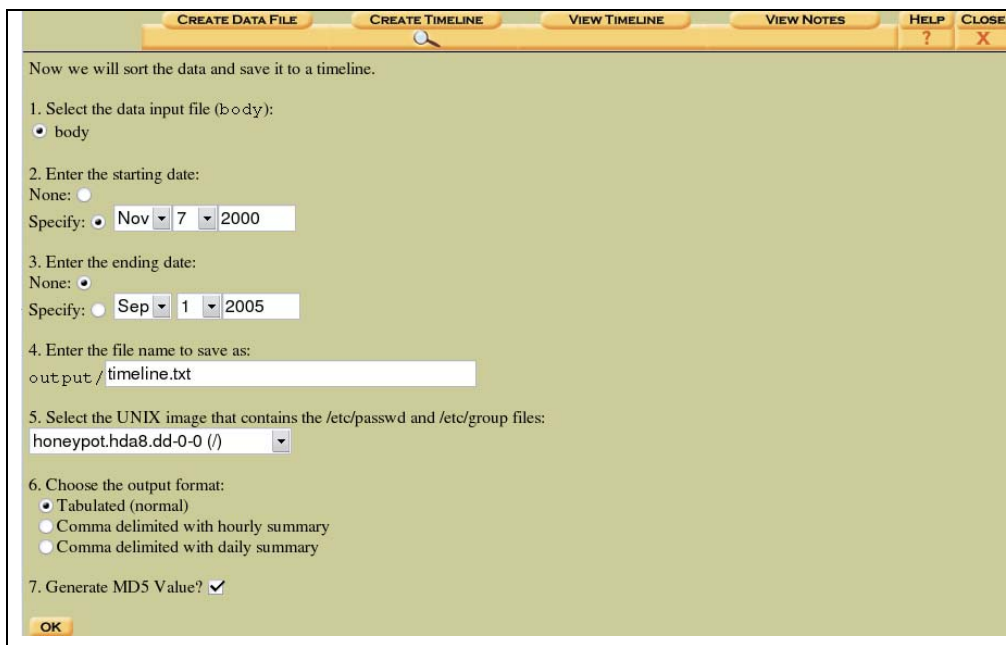 CREATE DATA FILE CREATE TIMELINE VIEW TIMELINE VIEW NOTES HELP CLOSE
? X
Now we will sort the data and save it to a timeline.
1. Select the data input file (body):
body
2. Enter the starting date:
None:
Specify: Nov 7 2000
3. Enter the ending date:
None:
Specify: Sep 1 2005
4. Enter the file name to save as:
output/timeline.txt
5. Select the UNIX image that contains the /etc/passwd and /etc/group files:
honeypot.hda8.dd-0-0 (/)
6. Choose the output format:
Tabulated (normal)
Comma delimited with hourly summary
Comma delimited with daily summary
7. Generate MD5 Value?
OK